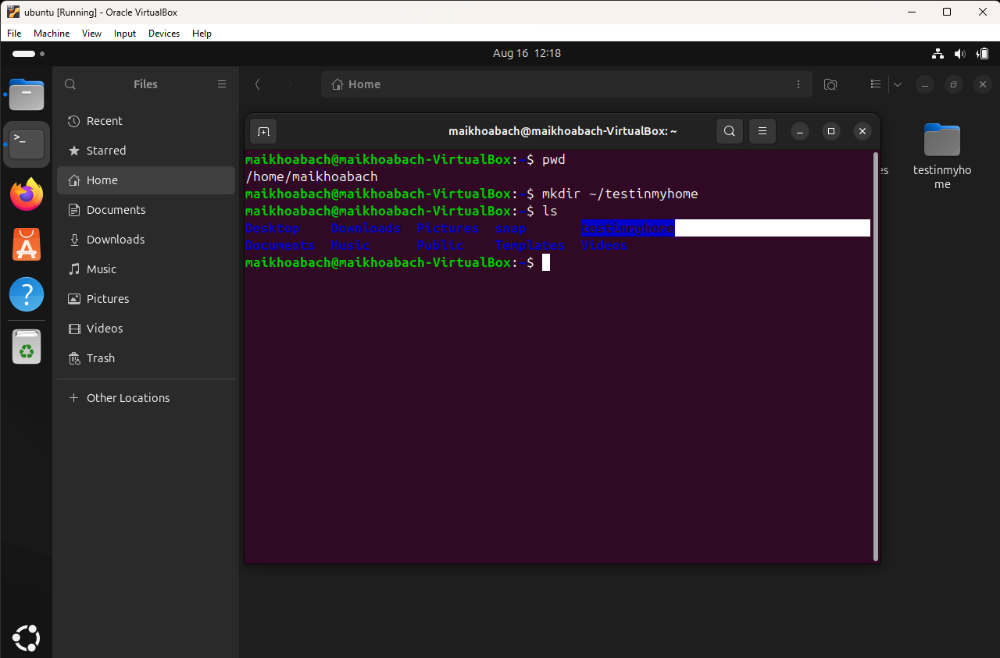 ubuntu [Running] - Oracle VirtualBox
File Machine View Input Devices Help
Aug 16 12:18
Files
Home
Recent
Starred
Home
Documents
Downloads
Music
Pictures
Videos
Trash
Other Locations
maikhoabach@maikhoabach-VirtualBox: ~
maikhoabach@maikhoabach-VirtualBox:~$ pwd
/home/maikhoabach
maikhoabach@maikhoabach-VirtualBox:~$ mkdir ~/testinmyhome
maikhoabach@maikhoabach-VirtualBox:~$ ls
Desktop Downloads Pictures snap testinmyhome
Documents Music Public Templates Videos
maikhoabach@maikhoabach-VirtualBox:~$
es
testinmyho
me